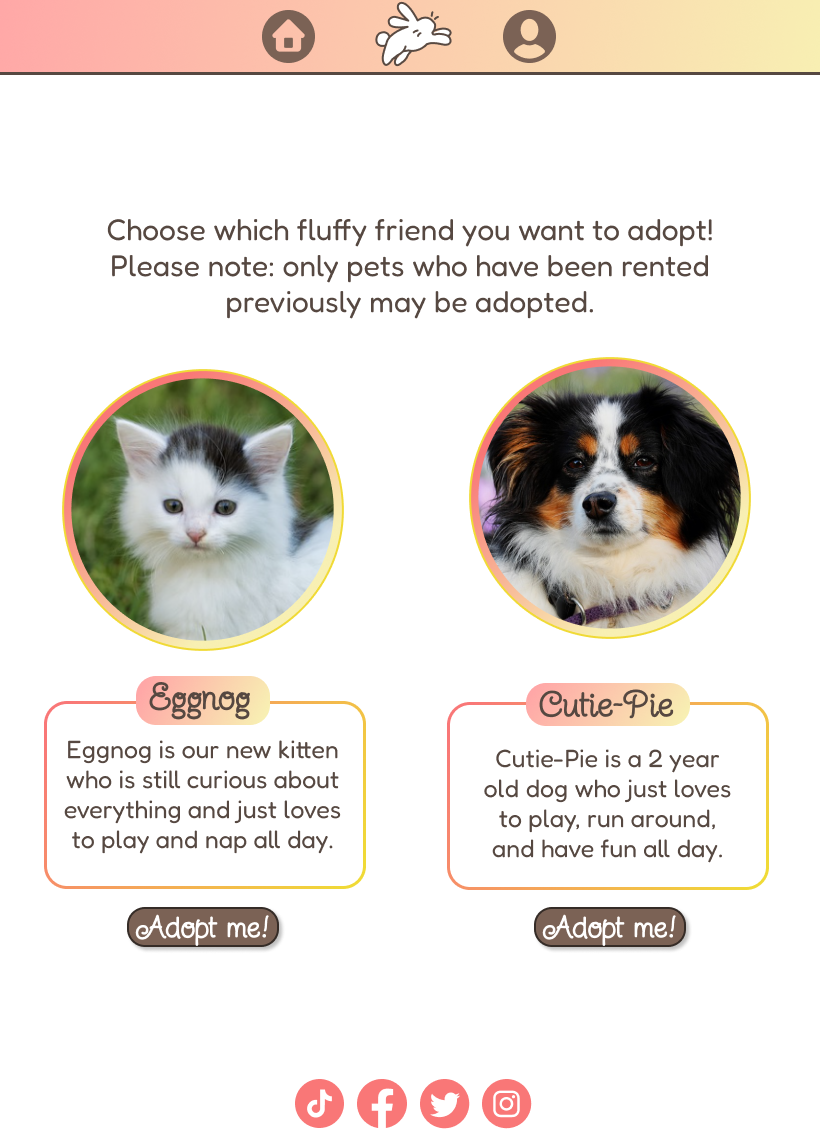 Choose which fluffy friend you want to adopt!
Please note: only pets who have been rented
previously may be adopted.
Eggnog
Eggnog is our new kitten
who is still curious about
everything and just loves
to play and nap all day.
Adopt me!
Cutie-Pie
Cutie-Pie is a 2 year
old dog who just loves
to play, run around,
and have fun all day.
Adopt me!